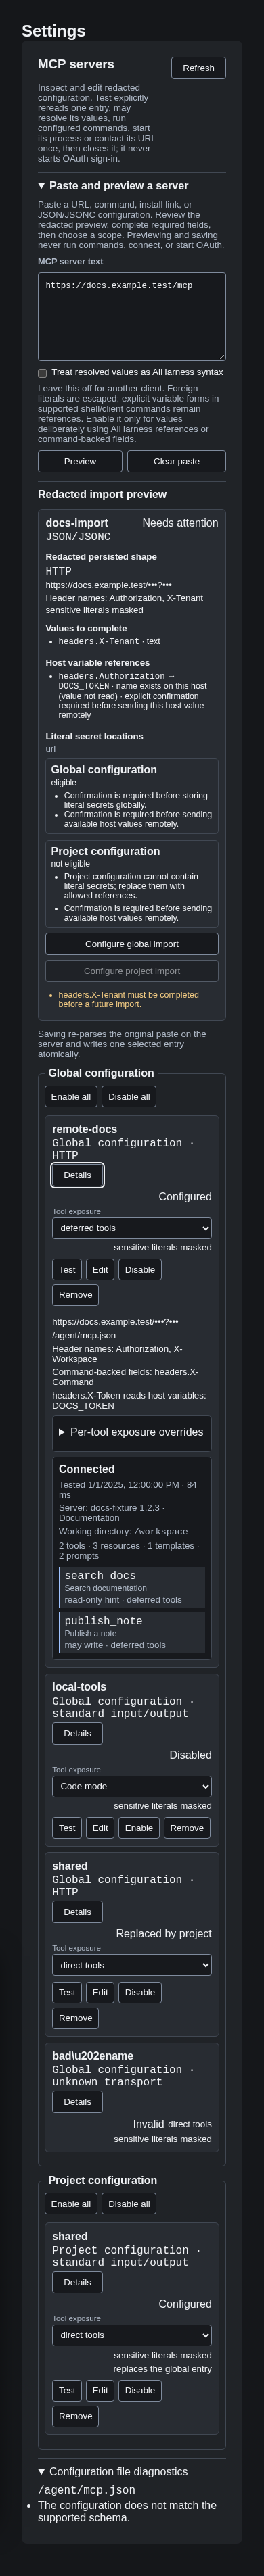 Settings
MCP servers
Refresh
Inspect and edit redacted
configuration. Test explicitly
rereads one entry, may
resolve its values, run
configured commands, start
its process or contact its URL
once, then closes it; it never
starts OAuth sign-in.
▼ Paste and preview a server
Paste a URL, command, install link, or
JSON/JSONC configuration. Review the
redacted preview, complete required fields,
then choose a scope. Previewing and saving
never run commands, connect, or start OAuth.
MCP server text
https://docs.example.test/mcp
Treat resolved values as AiHarness syntax
Leave this off for another client. Foreign
literals are escaped; explicit variable forms in
supported shell/client commands remain
references. Enable it only for values
deliberately using AiHarness references or
command-backed fields.
Preview
Clear paste
Redacted import preview
docs-import
Needs attention
JSON/JSONC
Redacted persisted shape
HTTP
https://docs.example.test/•••?•••
Header names: Authorization, X-Tenant
sensitive literals masked
Values to complete
• headers.X-Tenant · text
Host variable references
• headers.Authorization →
DOCS_TOKEN · name exists on this host
(value not read) · explicit confirmation
required before sending this host value
remotely
Literal secret locations
url
Global configuration
eligible
• Confirmation is required before storing
literal secrets globally.
• Confirmation is required before sending
available host values remotely.
Project configuration
not eligible
• Project configuration cannot contain
literal secrets; replace them with
allowed references.
• Confirmation is required before sending
available host values remotely.
Configure global import
Configure project import
• headers.X-Tenant must be completed
before a future import.
Saving re-parses the original paste on the
server and writes one selected entry
atomically.
Global configuration
Enable all
Disable all
remote-docs
Global configuration ·
HTTP
Details
Configured
Tool exposure
deferred tools
sensitive literals masked
Test
Edit
Disable
Remove
https://docs.example.test/•••?•••
/agent/mcp.json
Header names: Authorization, X-
Workspace
Command-backed fields: headers.X-
Command
headers.X-Token reads host variables:
DOCS_TOKEN
▶ Per-tool exposure overrides
Connected
Tested 1/1/2025, 12:00:00 PM · 84
ms
Server: docs-fixture 1.2.3 ·
Documentation
Working directory: /workspace
2 tools · 3 resources · 1 templates ·
2 prompts
search_docs
Search documentation
read-only hint · deferred tools
publish_note
Publish a note
may write · deferred tools
local-tools
Global configuration ·
standard input/output
Details
Disabled
Tool exposure
Code mode
sensitive literals masked
Test
Edit
Enable
Remove
shared
Global configuration ·
HTTP
Details
Replaced by project
Tool exposure
direct tools
Test
Edit
Disable
Remove
bad\u202ename
Global configuration ·
unknown transport
Details
Invalid direct tools
sensitive literals masked
Project configuration
Enable all
Disable all
shared
Project configuration ·
standard input/output
Details
Configured
Tool exposure
direct tools
sensitive literals masked
replaces the global entry
Test
Edit
Disable
Remove
▼ Configuration file diagnostics
/agent/mcp.json
• The configuration does not match the
supported schema.